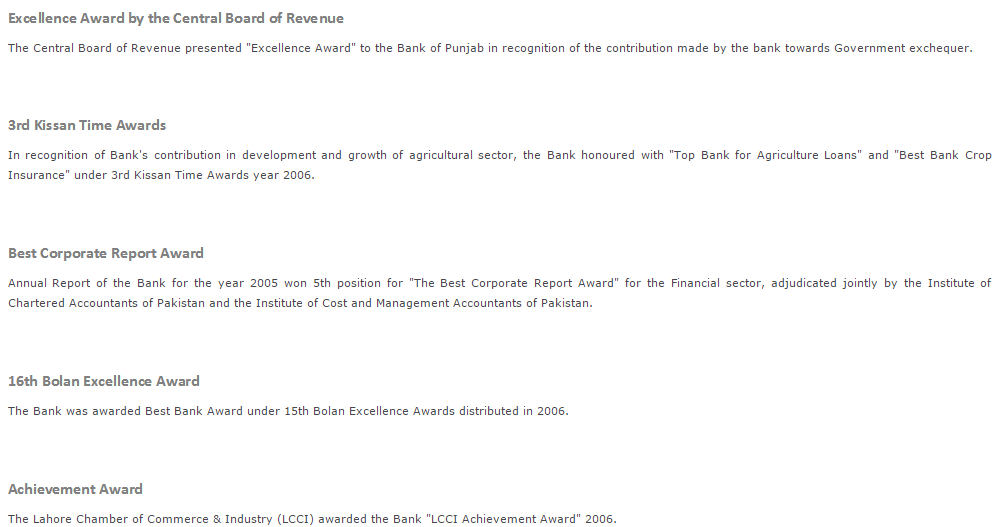 Excellence Award by the Central Board of Revenue
The Central Board of Revenue presented "Excellence Award" to the Bank of Punjab in recognition of the contribution made by the bank towards Government exchequer.
3rd Kissan Time Awards
In recognition of Bank's contribution in development and growth of agricultural sector, the Bank honoured with "Top Bank for Agriculture Loans" and "Best Bank Crop
Insurance" under 3rd Kissan Time Awards year 2006.
Best Corporate Report Award
Annual Report of the Bank for the year 2005 won 5th position for "The Best Corporate Report Award" for the Financial sector, adjudicated jointly by the Institute of
Chartered Accountants of Pakistan and the Institute of Cost and Management Accountants of Pakistan.
16th Bolan Excellence Award
The Bank was awarded Best Bank Award under 15th Bolan Excellence Awards distributed in 2006.
Achievement Award
The Lahore Chamber of Commerce & Industry (LCCI) awarded the Bank "LCCI Achievement Award" 2006.